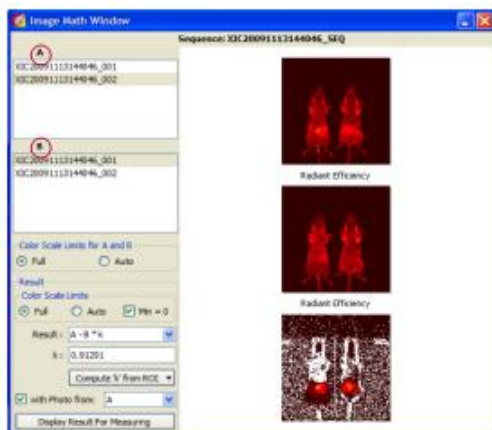 Image Math Window
Sequence: XIC20091113144046_SEQ
A
XIC20091113144046_001
XIC20091113144046_002
B
XIC20091113144046_001
XIC20091113144046_002
Color Scale Limits for A and B
Full Auto
Result
Color Scale Limits
Full Auto Min = 0
Result : A - B * k
k : 0.91291
Compute 'k' from ROI
with Photo from: A
Display Result For Measuring
Radiant Efficiency
Radiant Efficiency